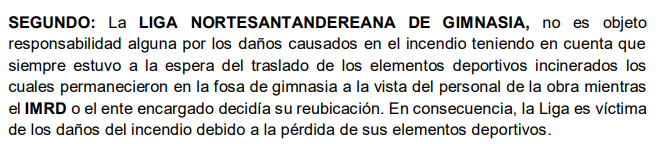 SEGUNDO: La LIGA NORTESANTANDEREANA DE GIMNASIA, no es objeto
responsabilidad alguna por los daños causados en el incendio teniendo en cuenta que
siempre estuvo a la espera del traslado de los elementos deportivos incinerados los
cuales permanecieron en la fosa de gimnasia a la vista del personal de la obra mientras
el IMRD o el ente encargado decidía su reubicación. En consecuencia, la Liga es víctima
de los daños del incendio debido a la pérdida de sus elementos deportivos.